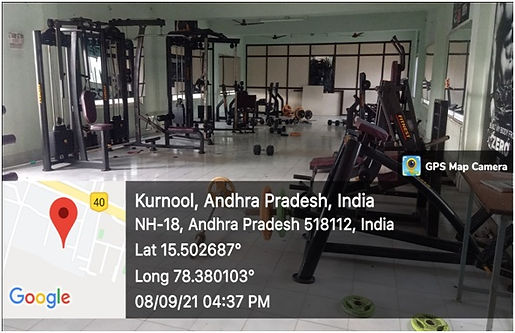 ZERO
GPS Map Camera
40
Kurnool, Andhra Pradesh, India
NH-18, Andhra Pradesh 518112, India
Lat 15.502687°
Long 78.380103°
08/09/21 04:37 PM
Google